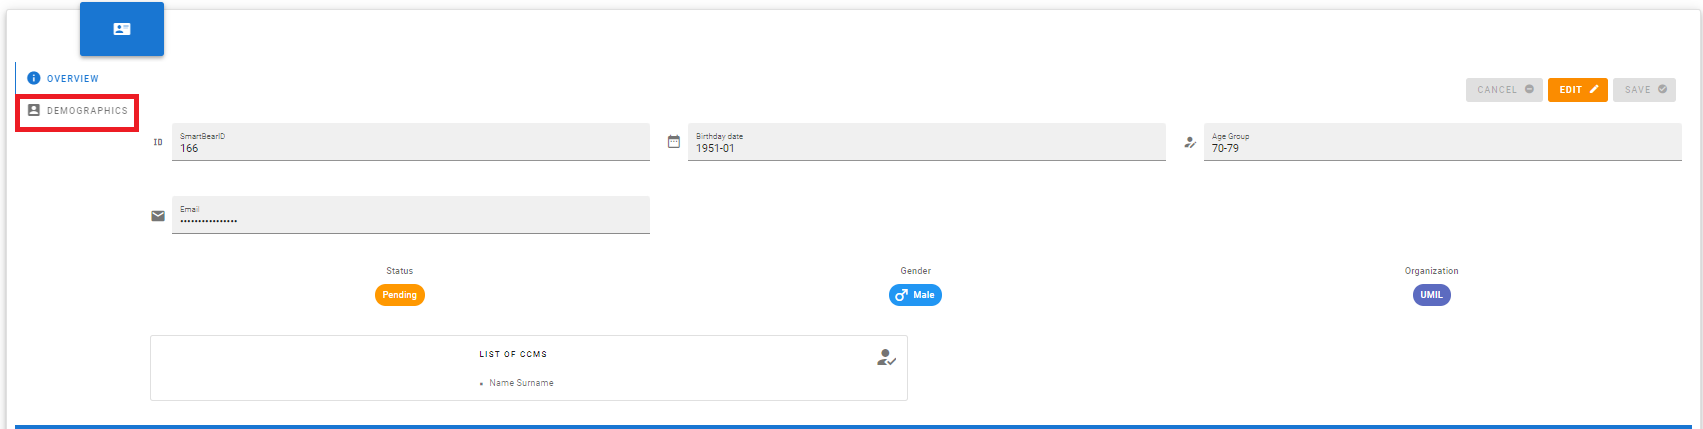 OVERVIEW
DEMOGRAPHICS
CANCEL EDIT SAVE
ID
SmartBearID
166
Birthday date
1951-01
Age Group
70-79
Email
••••••••••••••••
Status
Pending
Gender
Male
Organization
UMIL
LIST OF CCMS
• Name Surname